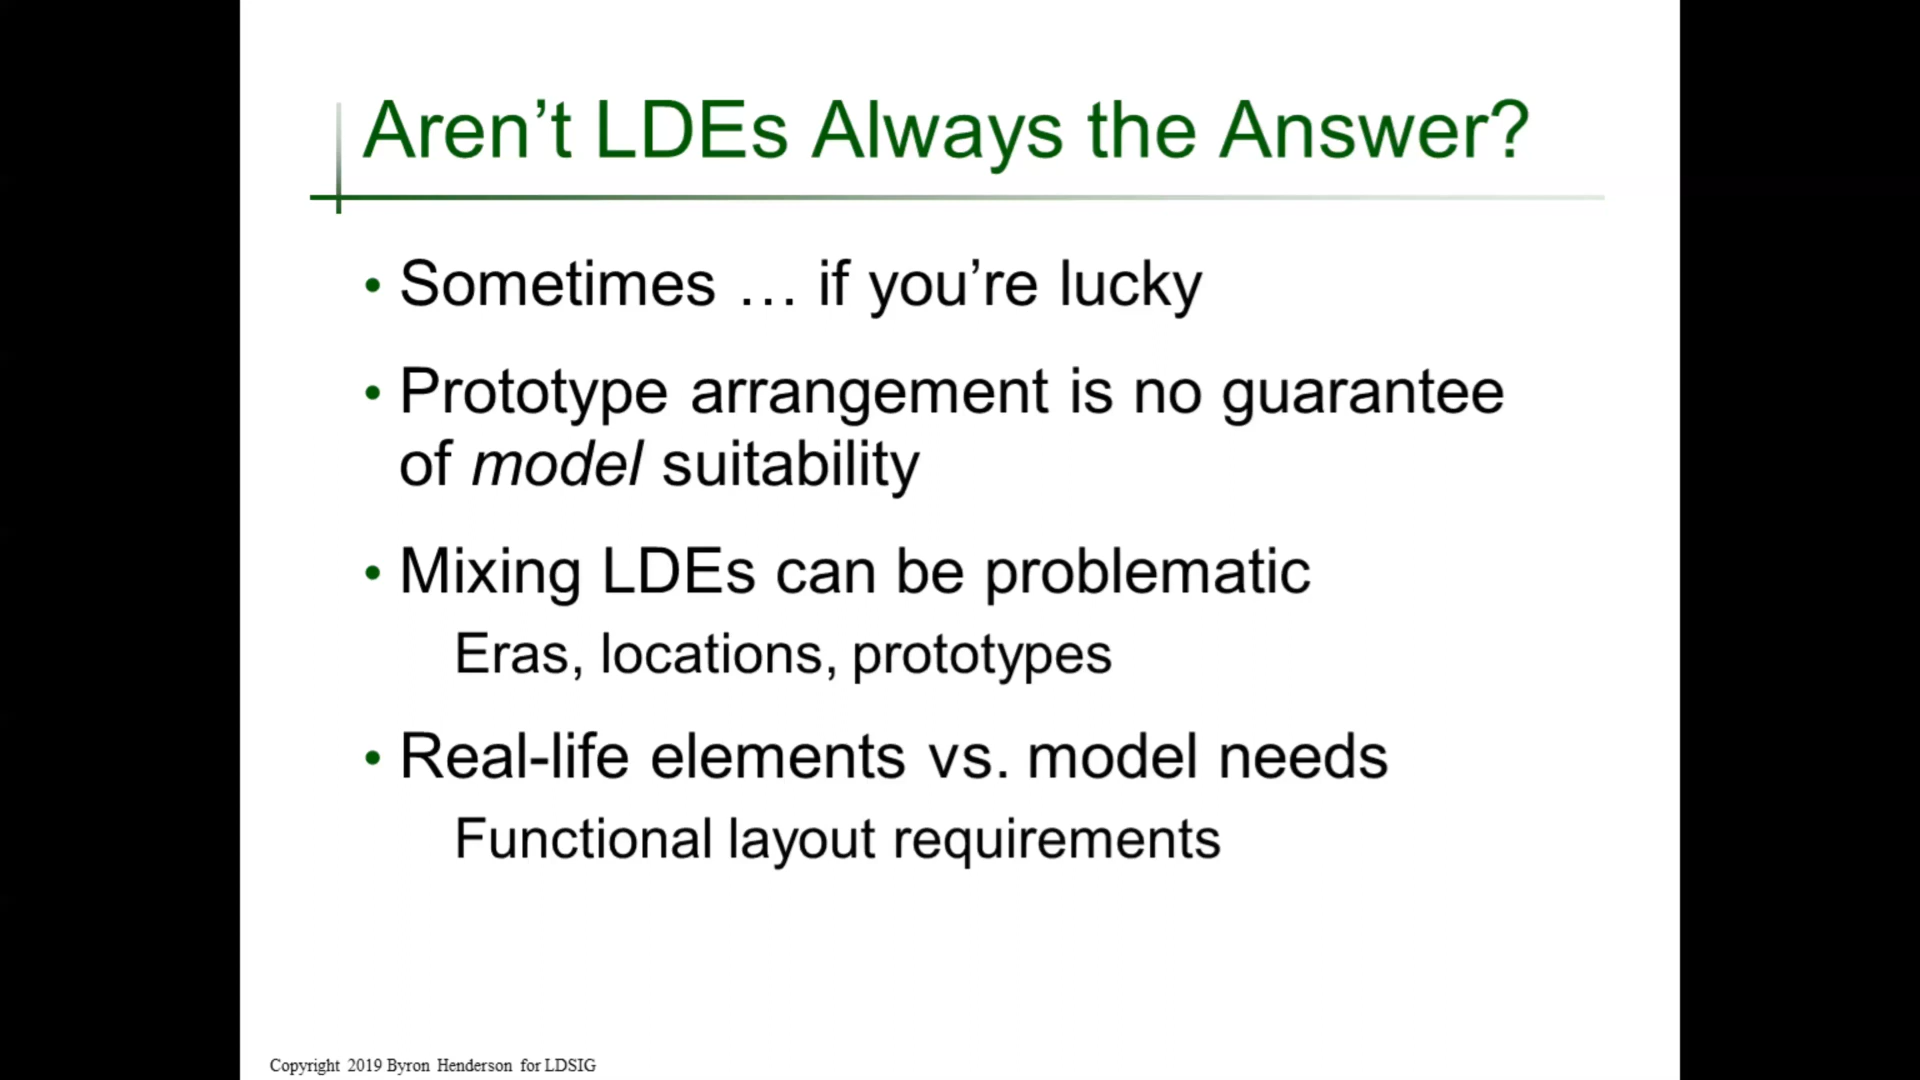 Aren’t LDEs Always the Answer?
• Sometimes … if you’re lucky
• Prototype arrangement is no guarantee
of model suitability
• Mixing LDEs can be problematic
Eras, locations, prototypes
• Real-life elements vs. model needs
Functional layout requirements
Copyright 2019 Byron Henderson for LDSIG